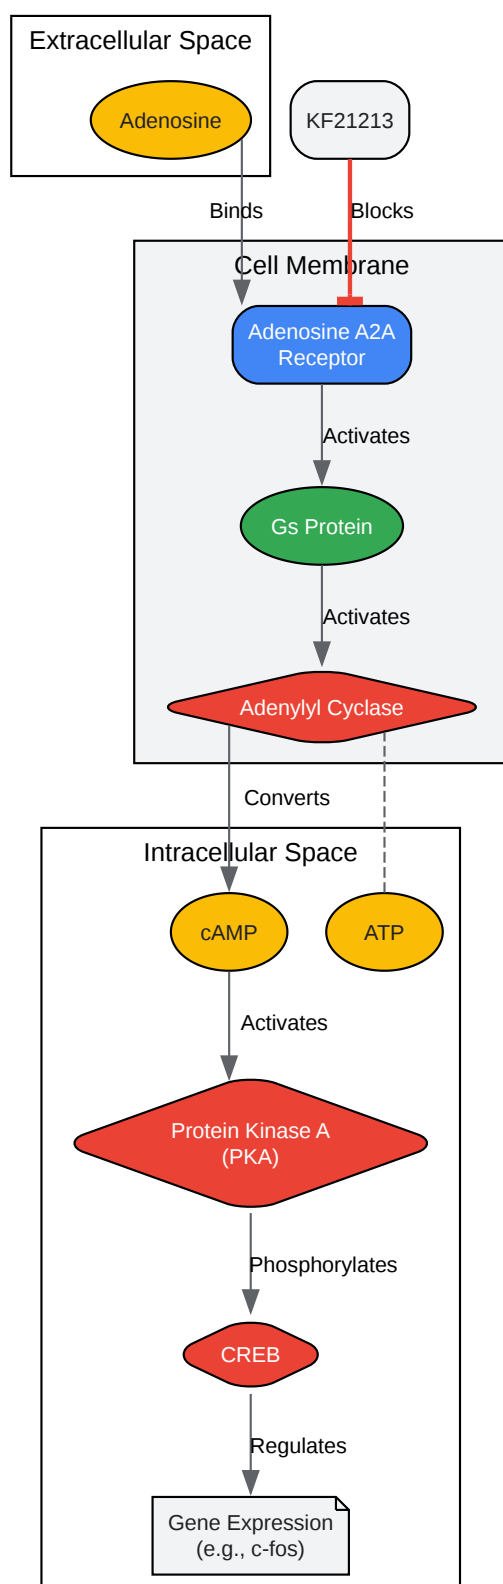 Extracellular Space
Adenosine
KF21213
Binds
Blocks
Cell Membrane
Adenosine A2A
Receptor
Activates
Gs Protein
Activates
Adenylyl Cyclase
Converts
Intracellular Space
cAMP
ATP
Activates
Protein Kinase A
(PKA)
Phosphorylates
CREB
Regulates
Gene Expression
(e.g., c-fos)